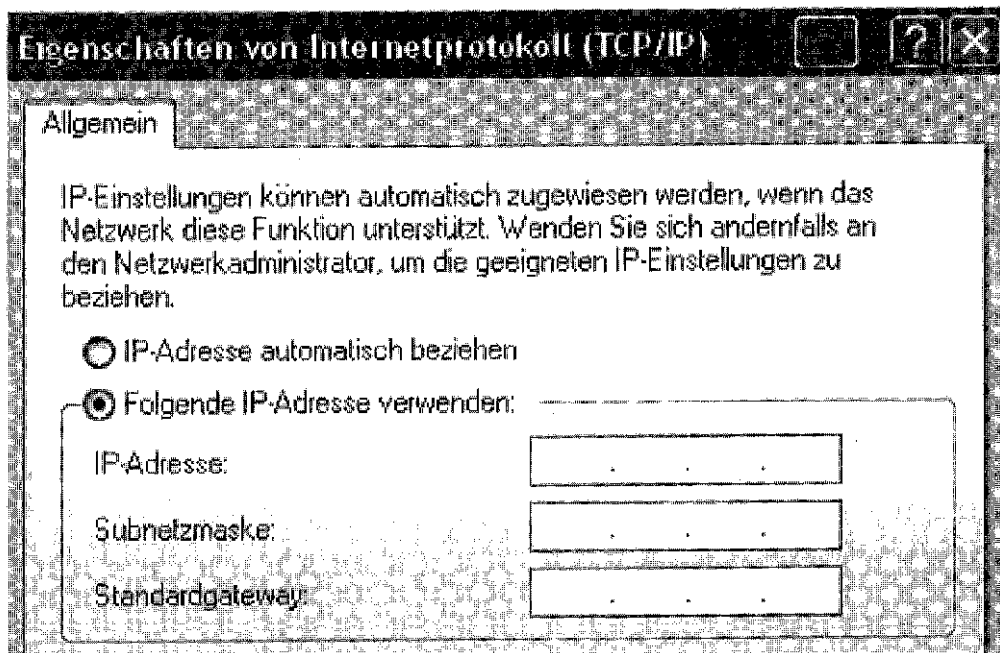 Eigenschaften von Internetprotokoll (TCP/IP)
Allgemein
IP-Einstellungen können automatisch zugewiesen werden, wenn das
Netzwerk diese Funktion unterstützt. Wenden Sie sich andernfalls an
den Netzwerkadministrator, um die geeigneten IP-Einstellungen zu
beziehen.
IP-Adresse automatisch beziehen
Folgende IP-Adresse verwenden:
IP-Adresse: . . .
Subnetzmaske: . . .
Standardgateway: . . .